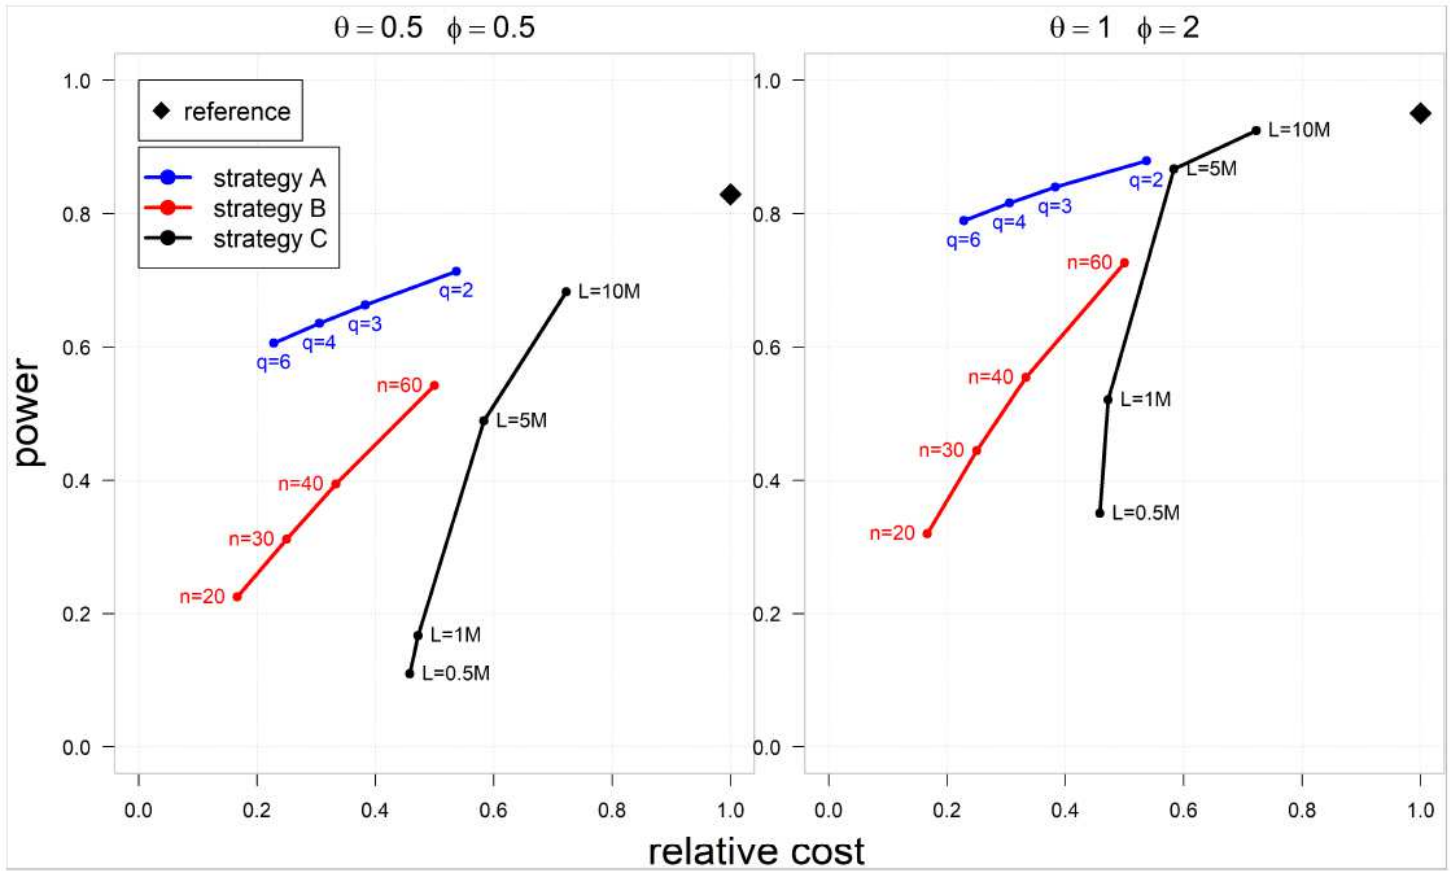 θ = 0.5 ϕ = 0.5
θ = 1 ϕ = 2
power
1.0
0.8
0.6
0.4
0.2
0.0
reference
strategy A
strategy B
strategy C
q=2
q=3
q=4
q=6
L=10M
n=60
L=5M
n=40
n=30
n=20
L=1M
L=0.5M
0.0 0.2 0.4 0.6 0.8 1.0
1.0
0.8
0.6
0.4
0.2
0.0
L=10M
L=5M
q=2
q=3
q=4
q=6
n=60
n=40
L=1M
n=30
L=0.5M
n=20
0.0 0.2 0.4 0.6 0.8 1.0
relative cost